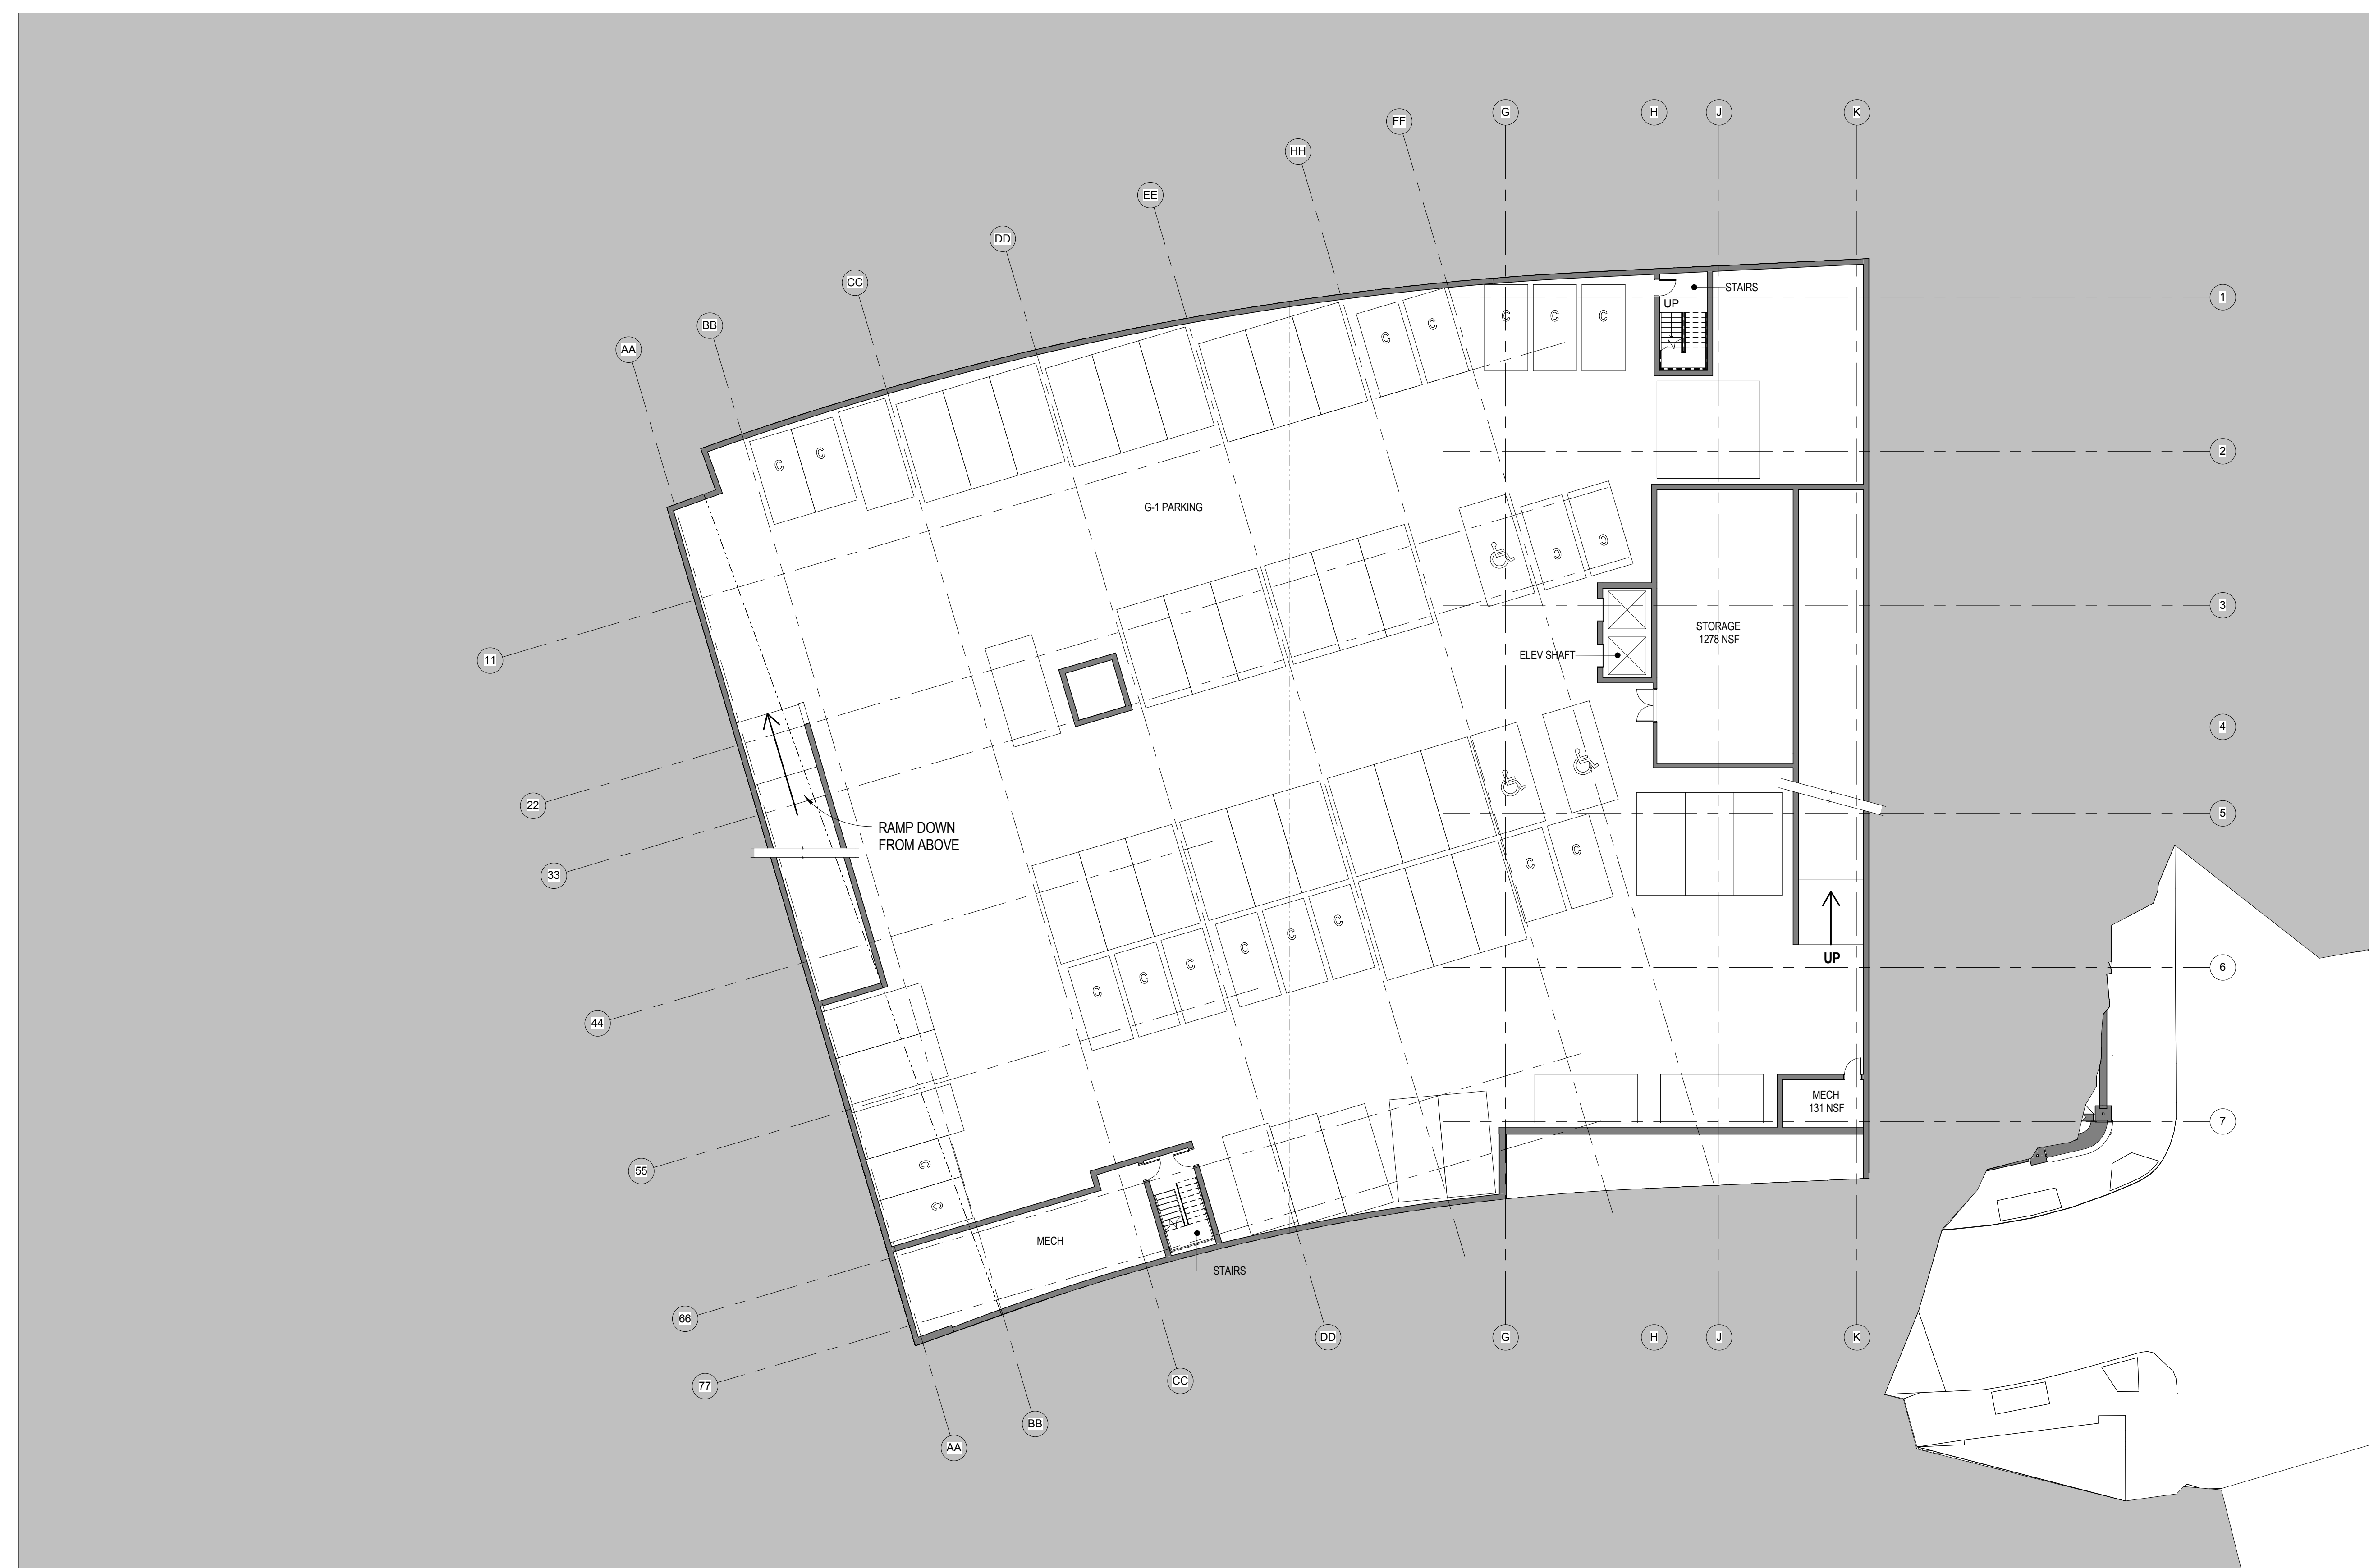 G
H
J
K
FF
HH
EE
DD
CC
BB
AA
STAIRS
1
UP
C
C
C
C
C
C
C
2
G-1 PARKING
C
C
3
STORAGE
1278 NSF
ELEV SHAFT
11
4
22
5
RAMP DOWN
FROM ABOVE
C
C
33
C
C
C
C
C
C
UP
6
44
MECH
131 NSF
7
55
C
C
MECH
STAIRS
66
77
DD
G
H
J
K
CC
BB
AA